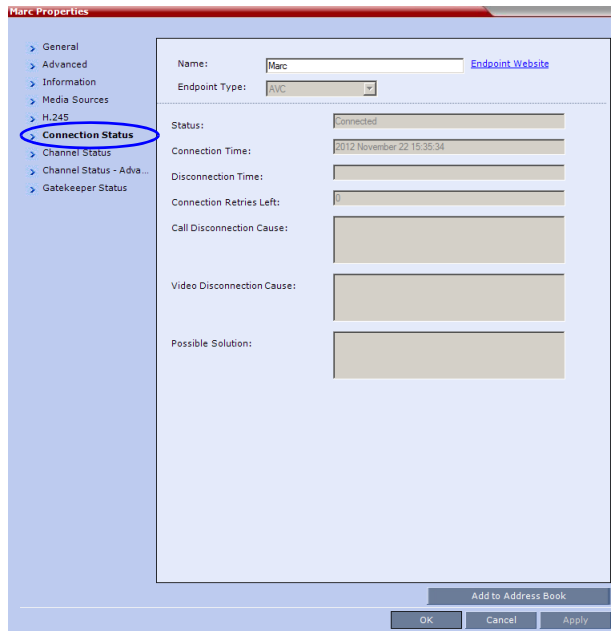 Marc Properties
General
Advanced
Information
Media Sources
H.245
Connection Status
Channel Status
Channel Status - Adva...
Gatekeeper Status
Name: Marc Endpoint Website
Endpoint Type: AVC
Status: Connected
Connection Time: 2012 November 22 15:35:34
Disconnection Time:
Connection Retries Left: 0
Call Disconnection Cause:
Video Disconnection Cause:
Possible Solution:
Add to Address Book
OK Cancel Apply